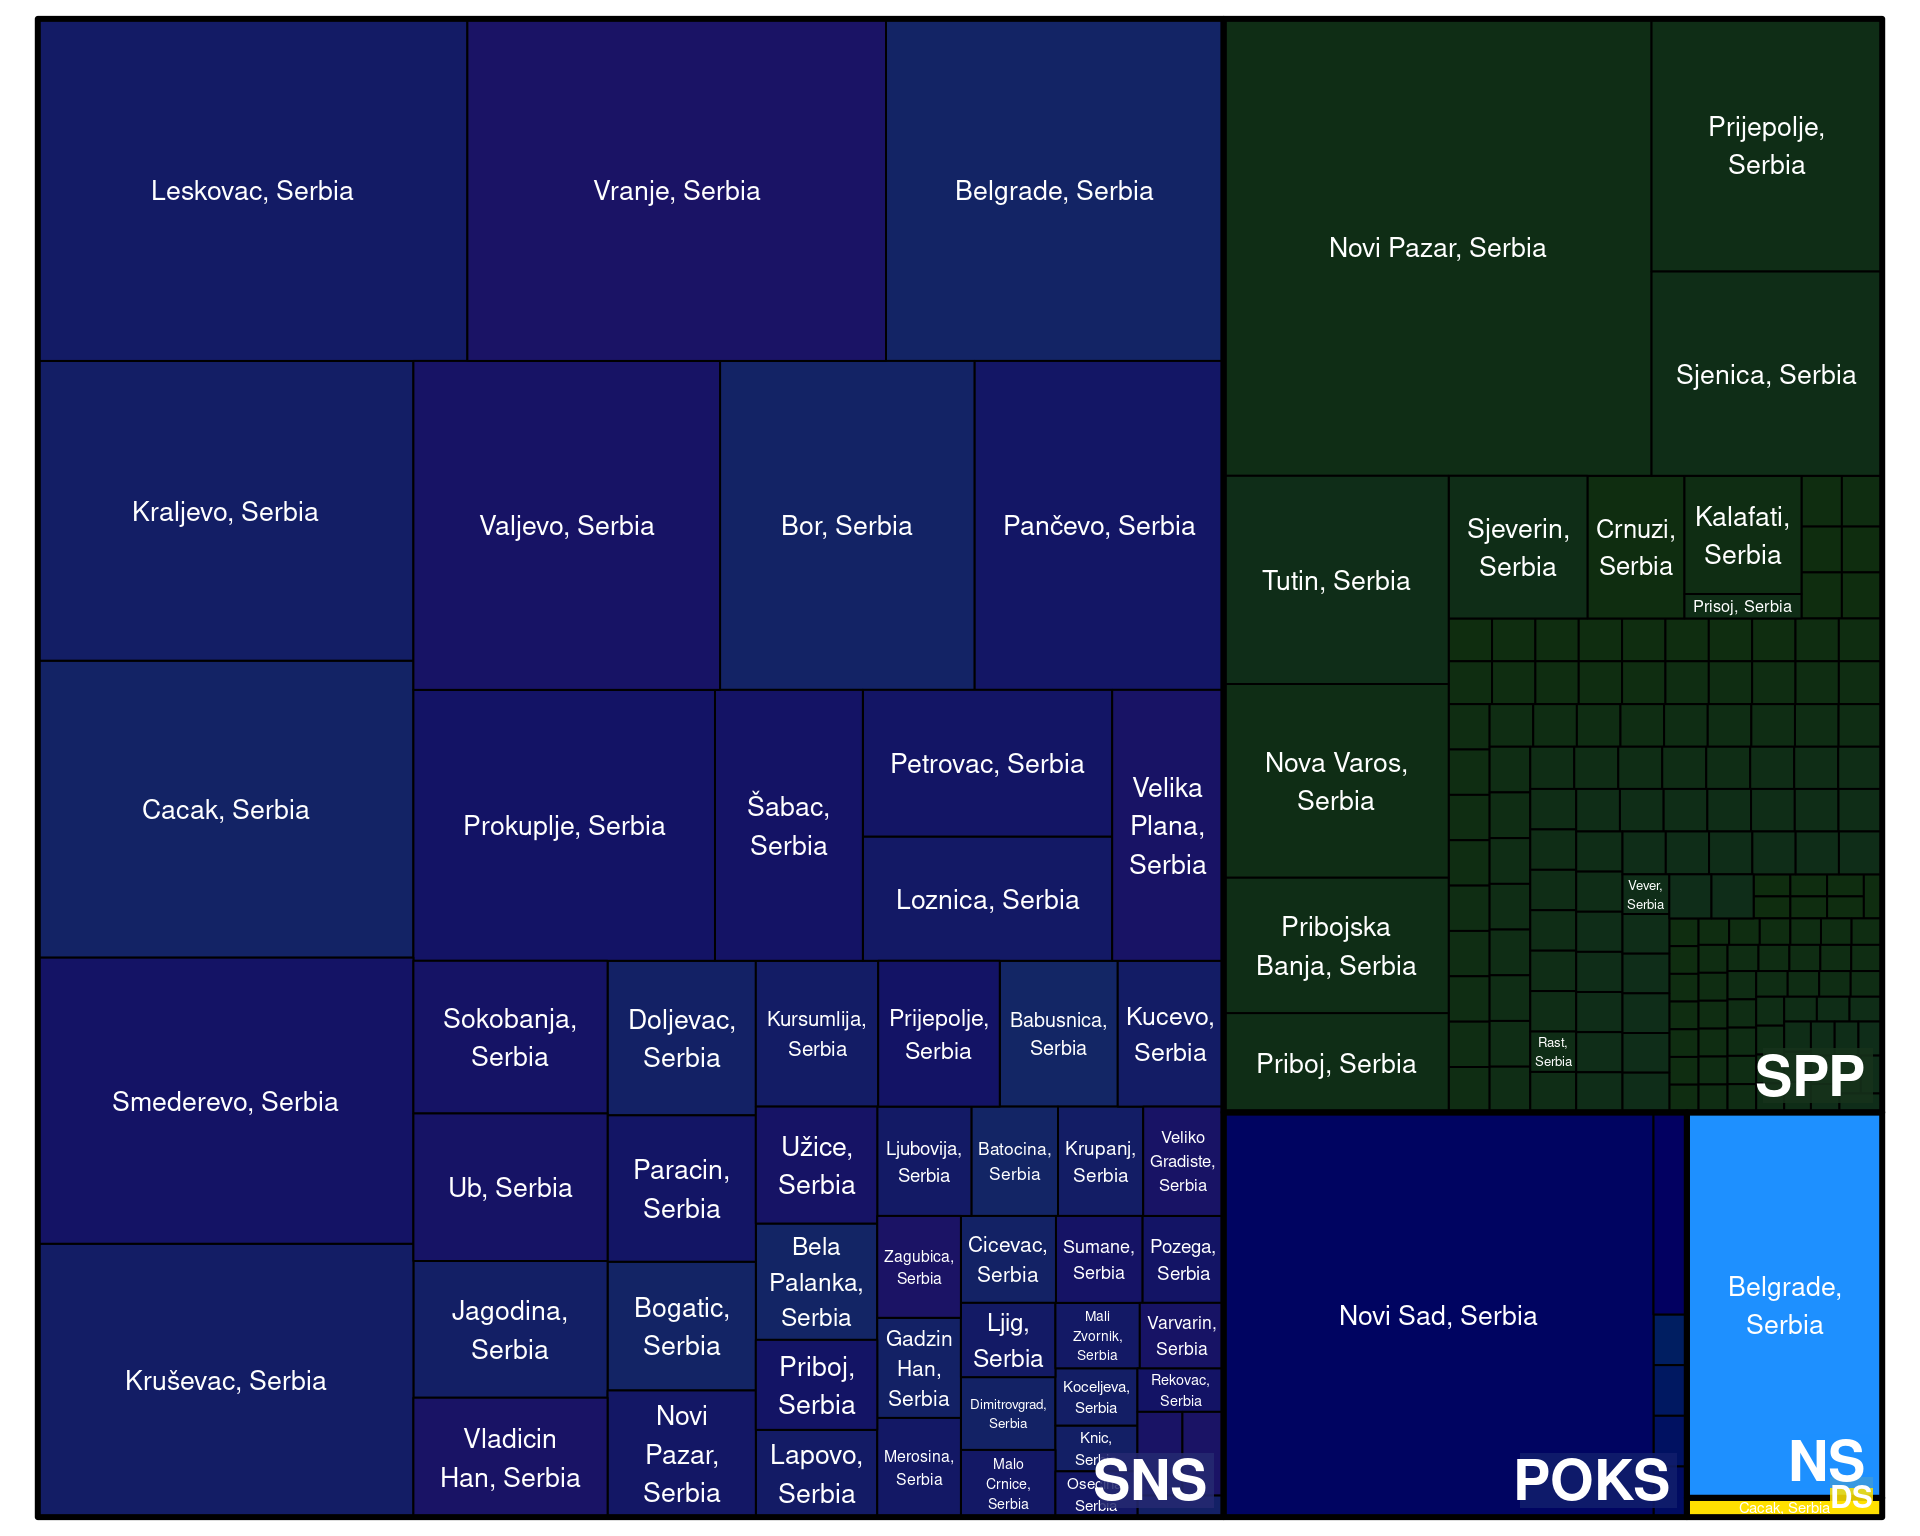 Leskovac, Serbia
Vranje, Serbia
Belgrade, Serbia
Kraljevo, Serbia
Valjevo, Serbia
Bor, Serbia
Pančevo, Serbia
Cacak, Serbia
Prokuplje, Serbia
Šabac,
Serbia
Petrovac, Serbia
Loznica, Serbia
Velika
Plana,
Serbia
Smederevo, Serbia
Kruševac, Serbia
Sokobanja,
Serbia
Ub, Serbia
Jagodina,
Serbia
Vladicin
Han, Serbia
Doljevac,
Serbia
Paracin,
Serbia
Bogatic,
Serbia
Novi
Pazar,
Serbia
Kursumlija,
Serbia
Prijepolje,
Serbia
Babusnica,
Serbia
Kucevo,
Serbia
Užice,
Serbia
Bela
Palanka,
Serbia
Priboj,
Serbia
Lapovo,
Serbia
Ljubovija,
Serbia
Batocina,
Serbia
Krupanj,
Serbia
Veliko
Gradiste,
Serbia
Zagubica,
Serbia
Gadzin
Han,
Serbia
Merosina,
Serbia
Cicevac,
Serbia
Sumane,
Serbia
Pozega,
Serbia
Ljig,
Serbia
Dimitrovgrad,
Serbia
Malo
Crnice,
Serbia
Mali
Zvornik,
Serbia
Varvarin,
Serbia
Koceljeva,
Serbia
Rekovac,
Serbia
Knic,
Serbia
Serbia
SNS
Novi Pazar, Serbia
Prijepolje,
Serbia
Sjenica, Serbia
Tutin, Serbia
Sjeverin,
Serbia
Crnuzi,
Serbia
Kalafati,
Serbia
Prisoj, Serbia
Nova Varos,
Serbia
Pribojska
Banja, Serbia
Priboj, Serbia
Vever,
Serbia
Rast,
Serbia
SPP
Novi Sad, Serbia
POKS
Belgrade,
Serbia
NS
Cacak, Serbia
DS